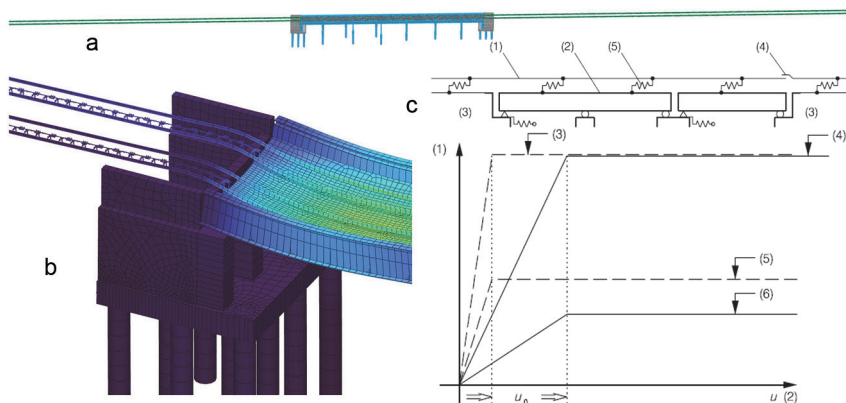 a
b
c
(1)
(2)
(5)
(4)
(3)
(3)
(1)
(3)
(4)
(5)
(6)
u₀
u (2)